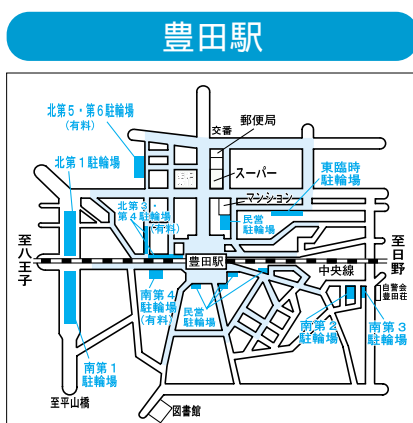 豊田駅
北第5・第6駐輪場
(有料)
交番
郵便局
北第1駐輪場
スーパー
東臨時
駐輪場
マンション
北第3・
第4駐輪場
(有料)
民営
駐輪場
至八王子
豊田駅
中央線
至日野
自警会
豊田荘
南第4
駐輪場
(有料)
民営
駐輪場
南第2
駐輪場
南第3
駐輪場
南第1
駐輪場
至平山橋
図書館